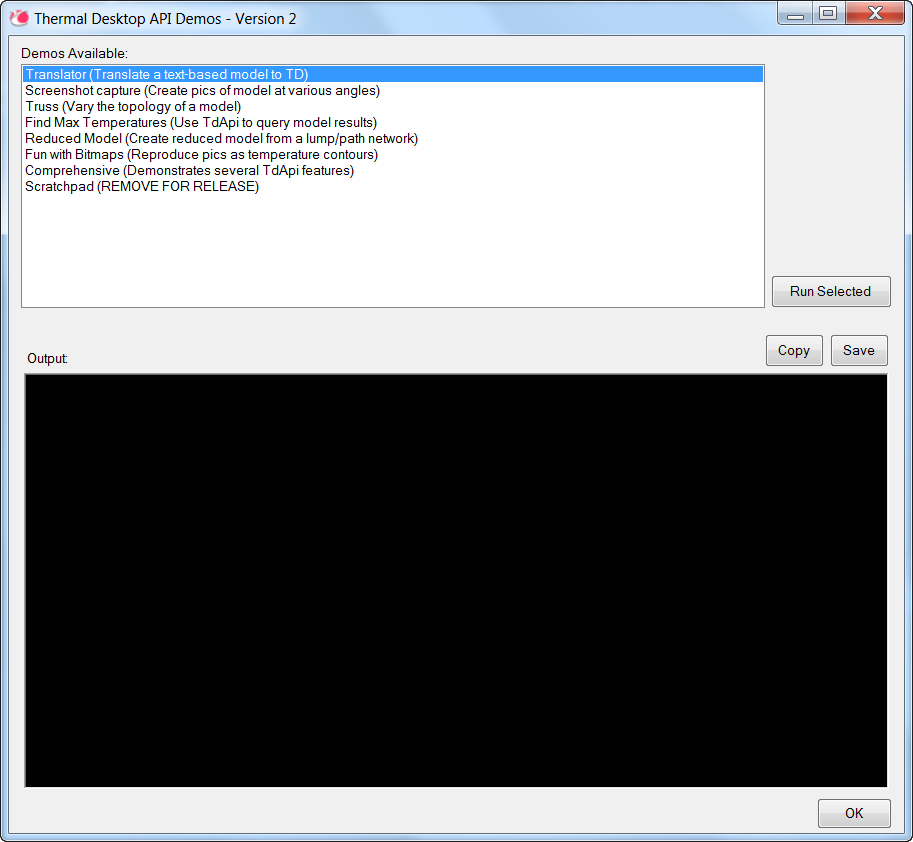 Thermal Desktop API Demos - Version 2
Demos Available:
Translator (Translate a text-based model to TD)
Screenshot capture (Create pics of model at various angles)
Truss (Vary the topology of a model)
Find Max Temperatures (Use TdApi to query model results)
Reduced Model (Create reduced model from a lump/path network)
Fun with Bitmaps (Reproduce pics as temperature contours)
Comprehensive (Demonstrates several TdApi features)
Scratchpad (REMOVE FOR RELEASE)
Run Selected
Copy Save
Output:
OK